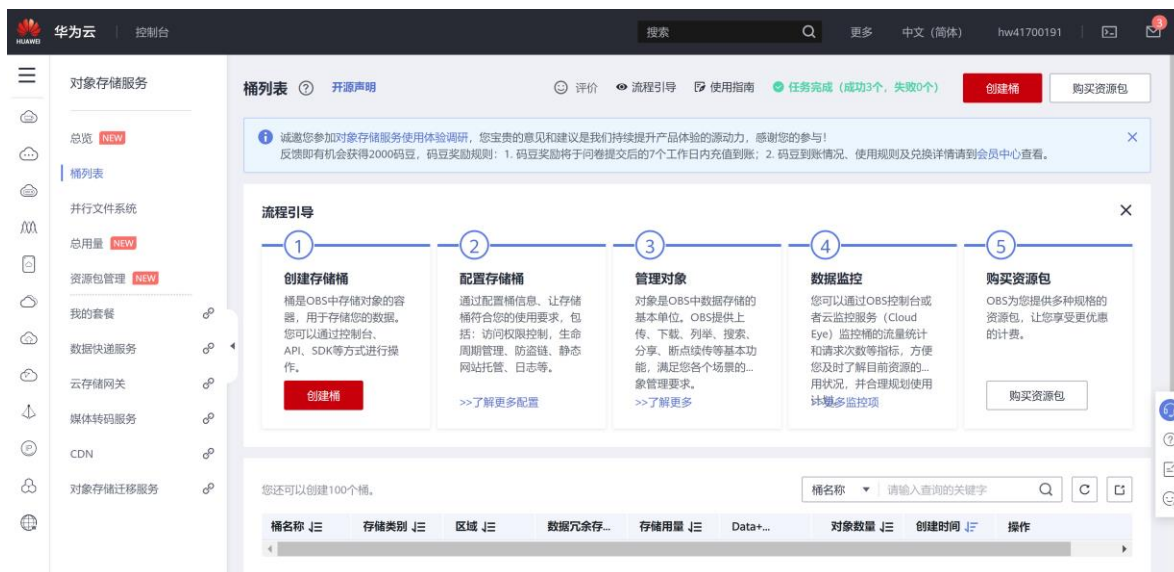 HUAWEI
华为云
控制台
搜索
更多
中文 (简体)
hw41700191
3
对象存储服务
总览 NEW
桶列表
并行文件系统
总用量 NEW
资源包管理 NEW
我的套餐
数据快递服务
云存储网关
媒体转码服务
CDN
对象存储迁移服务
桶列表 ? 开源声明
评价
流程引导
使用指南
任务完成 (成功3个, 失败0个)
创建桶
购买资源包
诚邀您参加对象存储服务使用体验调研,您宝贵的意见和建议是我们持续提升产品体验的源动力,感谢您的参与!
反馈即有机会获得2000码豆,码豆奖励规则: 1. 码豆奖励将于问卷提交后的7个工作日内充值到账; 2. 码豆到账情况、使用规则及兑换详情请到会员中心查看。
流程引导
1
创建存储桶
桶是OBS中存储对象的容
器,用于存储您的数据。
您可以通过控制台、
API、SDK等方式进行操
作。
创建桶
2
配置存储桶
通过配置桶信息、让存储
桶符合您的使用要求,包
括:访问权限控制,生命
周期管理、防盗链、静态
网站托管、日志等。
>>了解更多配置
3
管理对象
对象是OBS中数据存储的
基本单位。OBS提供上
传、下载、列举、搜索、
分享、断点续传等基本功
能,满足您各个场景的...
象管理要求。
>>了解更多
4
数据监控
您可以通过OBS控制台或
者云监控服务 (Cloud
Eye) 监控桶的流量统计
和请求次数等指标,方便
您及时了解目前资源的...
用状况,并合理规划使用
更多监控项
5
购买资源包
OBS为您提供多种规格的
资源包,让您享受更优惠
的计费。
购买资源包
您还可以创建100个桶。
桶名称
请输入查询的关键字
桶名称 存储类别 区域 数据冗余存... 存储用量 Data+... 对象数量 创建时间 操作